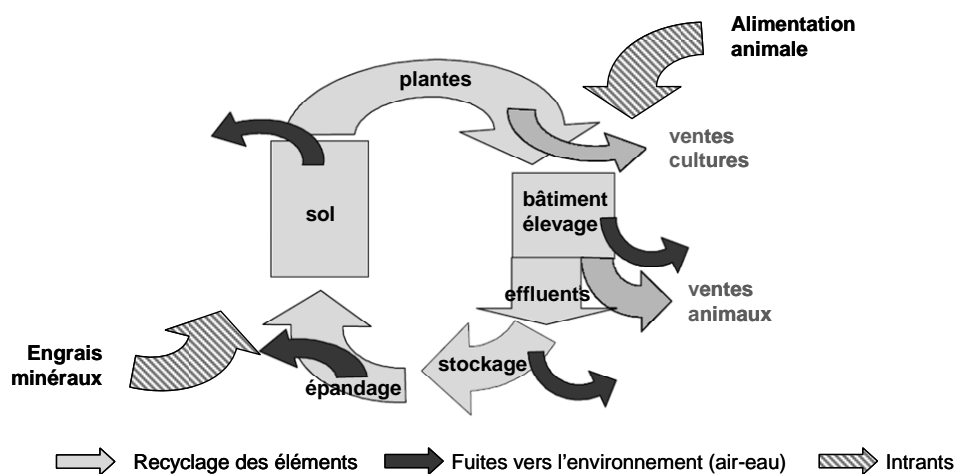 Alimentation
animale
plantes
ventes
cultures
sol
bâtiment
élevage
effluents
ventes
animaux
Engrais
minéraux
stockage
épandage
Recyclage des éléments
Fuites vers l'environnement (air-eau)
Intrants